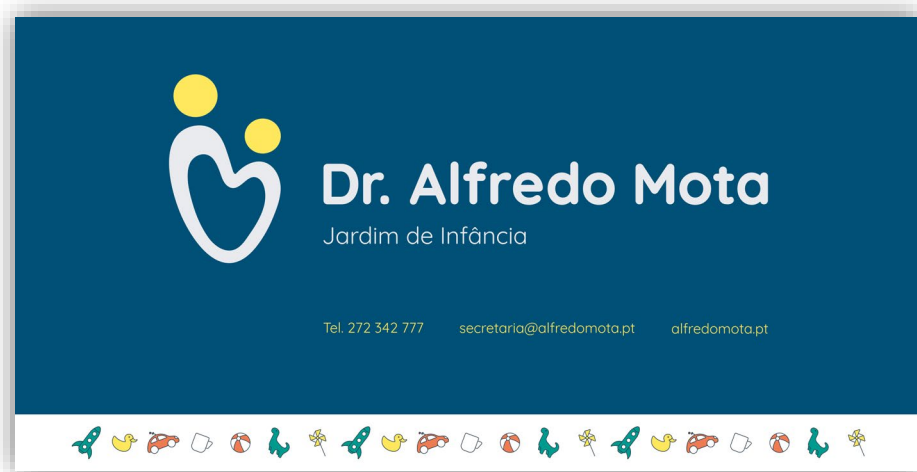 Dr. Alfredo Mota
Jardim de Infância
Tel. 272 342 777 secretaria@alfredomota.pt alfredomota.pt